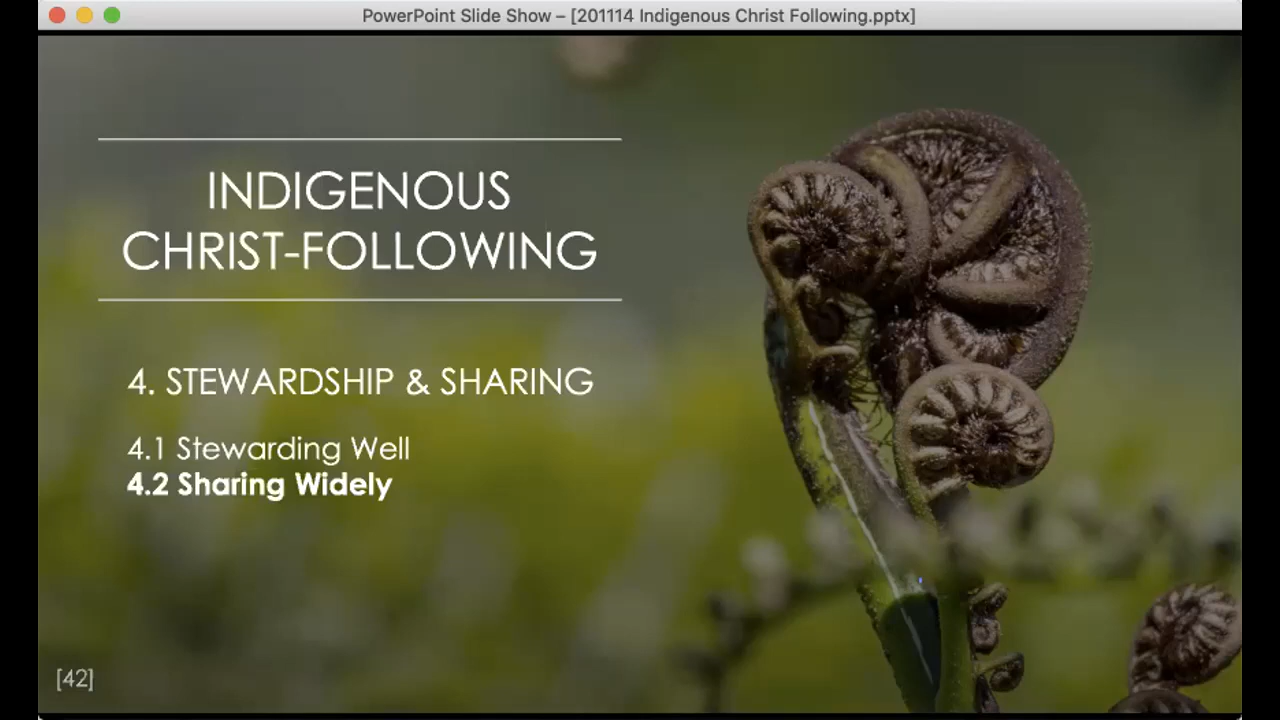 PowerPoint Slide Show – [201114 Indigenous Christ Following.pptx]
INDIGENOUS
CHRIST-FOLLOWING
4. STEWARDSHIP & SHARING
4.1 Stewarding Well
4.2 Sharing Widely
[42]